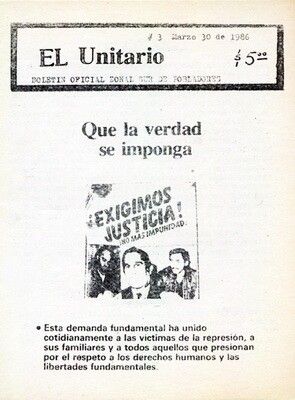 # 3 Marzo 30 de 1986
EL Unitario
$ 5.00
BOLETIN OFICIAL ZONAL SUR DE POBLADORES
Que la verdad
se imponga
¡EXIGIMOS
JUSTICIA!
¡NO MAS IMPUNIDAD!
● Esta demanda fundamental ha unido
cotidianamente a las víctimas de la represión, a
sus familiares y a todos aquellos que presionan
por el respeto a los derechos humanos y las
libertades fundamentales.